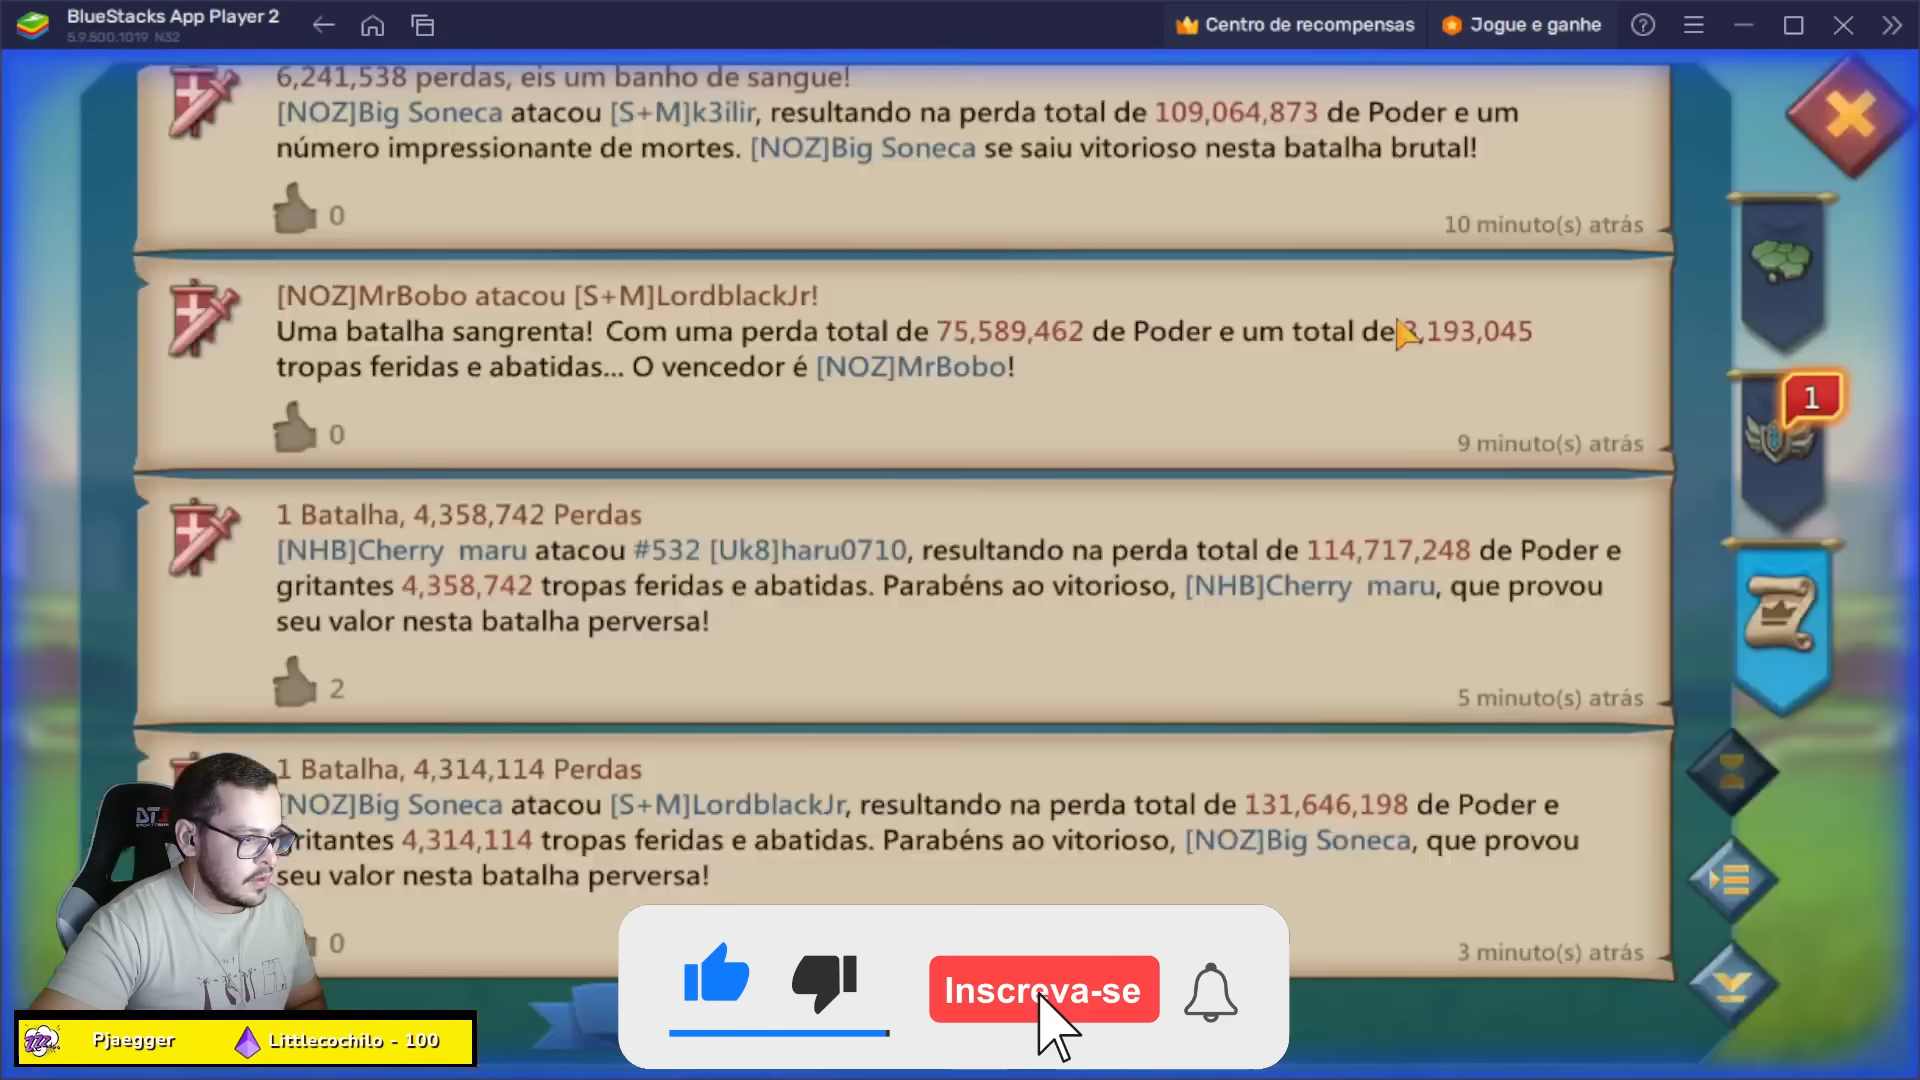 BlueStacks App Player 2
5.9.500.1019 N32
Centro de recompensas
Jogue e ganhe
6,241,538 perdas, eis um banho de sangue!
[NOZ]Big Soneca atacou [S+M]k3ilir, resultando na perda total de 109,064,873 de Poder e um
número impressionante de mortes. [NOZ]Big Soneca se saiu vitorioso nesta batalha brutal!
0
10 minuto(s) atrás
[NOZ]MrBobo atacou [S+M]LordblackJr!
Uma batalha sangrenta! Com uma perda total de 75,589,462 de Poder e um total de 3,193,045
tropas feridas e abatidas... O vencedor é [NOZ]MrBobo!
0
9 minuto(s) atrás
1
1 Batalha, 4,358,742 Perdas
[NHB]Cherry maru atacou #532 [Uk8]haru0710, resultando na perda total de 114,717,248 de Poder e
gritantes 4,358,742 tropas feridas e abatidas. Parabéns ao vitorioso, [NHB]Cherry maru, que provou
seu valor nesta batalha perversa!
2
5 minuto(s) atrás
1 Batalha, 4,314,114 Perdas
[NOZ]Big Soneca atacou [S+M]LordblackJr, resultando na perda total de 131,646,198 de Poder e
gritantes 4,314,114 tropas feridas e abatidas. Parabéns ao vitorioso, [NOZ]Big Soneca, que provou
seu valor nesta batalha perversa!
0
3 minuto(s) atrás
Inscreva-se
Pjaegger
Littlecochilo - 100